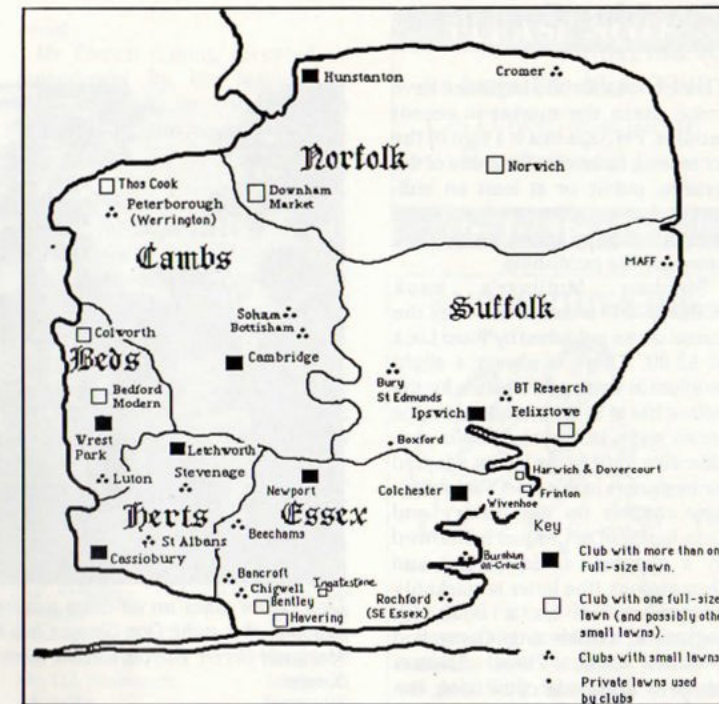 Hunstanton
Cromer
Norfolk
Norwich
Thos Cook
Downham
Market
Peterborough
(Werrington)
Cambs
MAFF
Suffolk
Soham
Bottisham
Colworth
Beds
Cambridge
Bury
St Edmunds
BT Research
Bedford
Modern
Ipswich
Felixstowe
Wrest
Park
Boxford
Letchworth
Harwich & Dovercourt
Luton
Stevenage
Newport
Colchester
Frinton
Wivenhoe
Herts
Essex
Key
St Albans
Beechams
Cassiobury
Burnham
on-Crouch
Club with more than on
Full-size lawn.
Bancroft
Chigwell
Ingatestone
Bentley
Rochford
(SE Essex)
Havering
Club with one full-size
lawn (and possibly othe
small lawns).
Clubs with small lawns
Private lawns used
by clubs